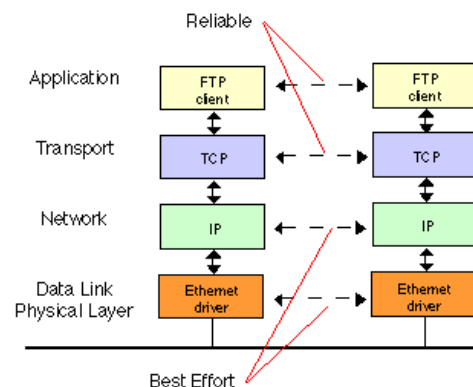 Reliable
Application
FTP
client
FTP
client
Transport
TCP
TCP
Network
IP
IP
Data Link
Physical Layer
Ethernet
driver
Ethernet
driver
Best Effort